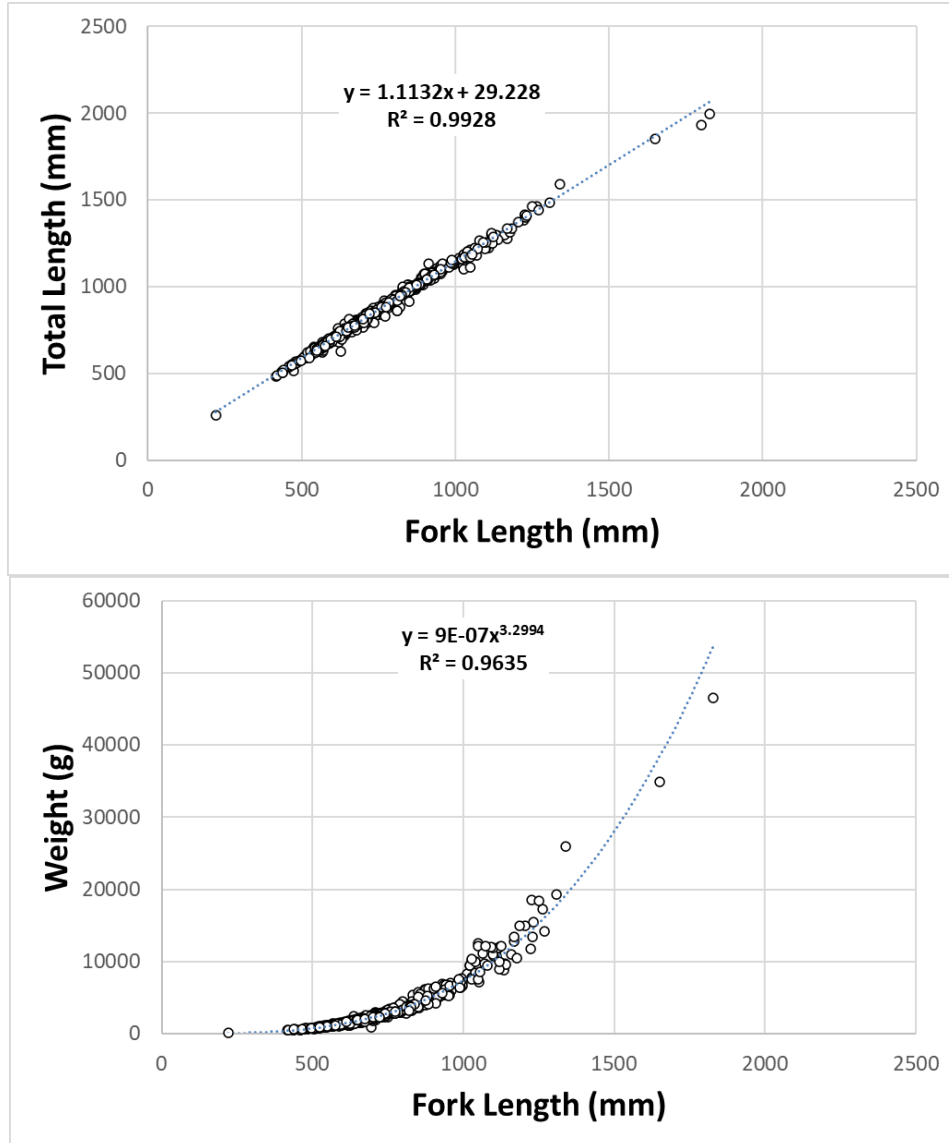 2500
y = 1.1132x + 29.228
R² = 0.9928
2000
1500
1000
500
0
Total Length (mm)
0 500 1000 1500 2000 2500
Fork Length (mm)
60000
y = 9E-07x³·²⁹⁹⁴
R² = 0.9635
50000
40000
30000
20000
10000
0
Weight (g)
0 500 1000 1500 2000 2500
Fork Length (mm)